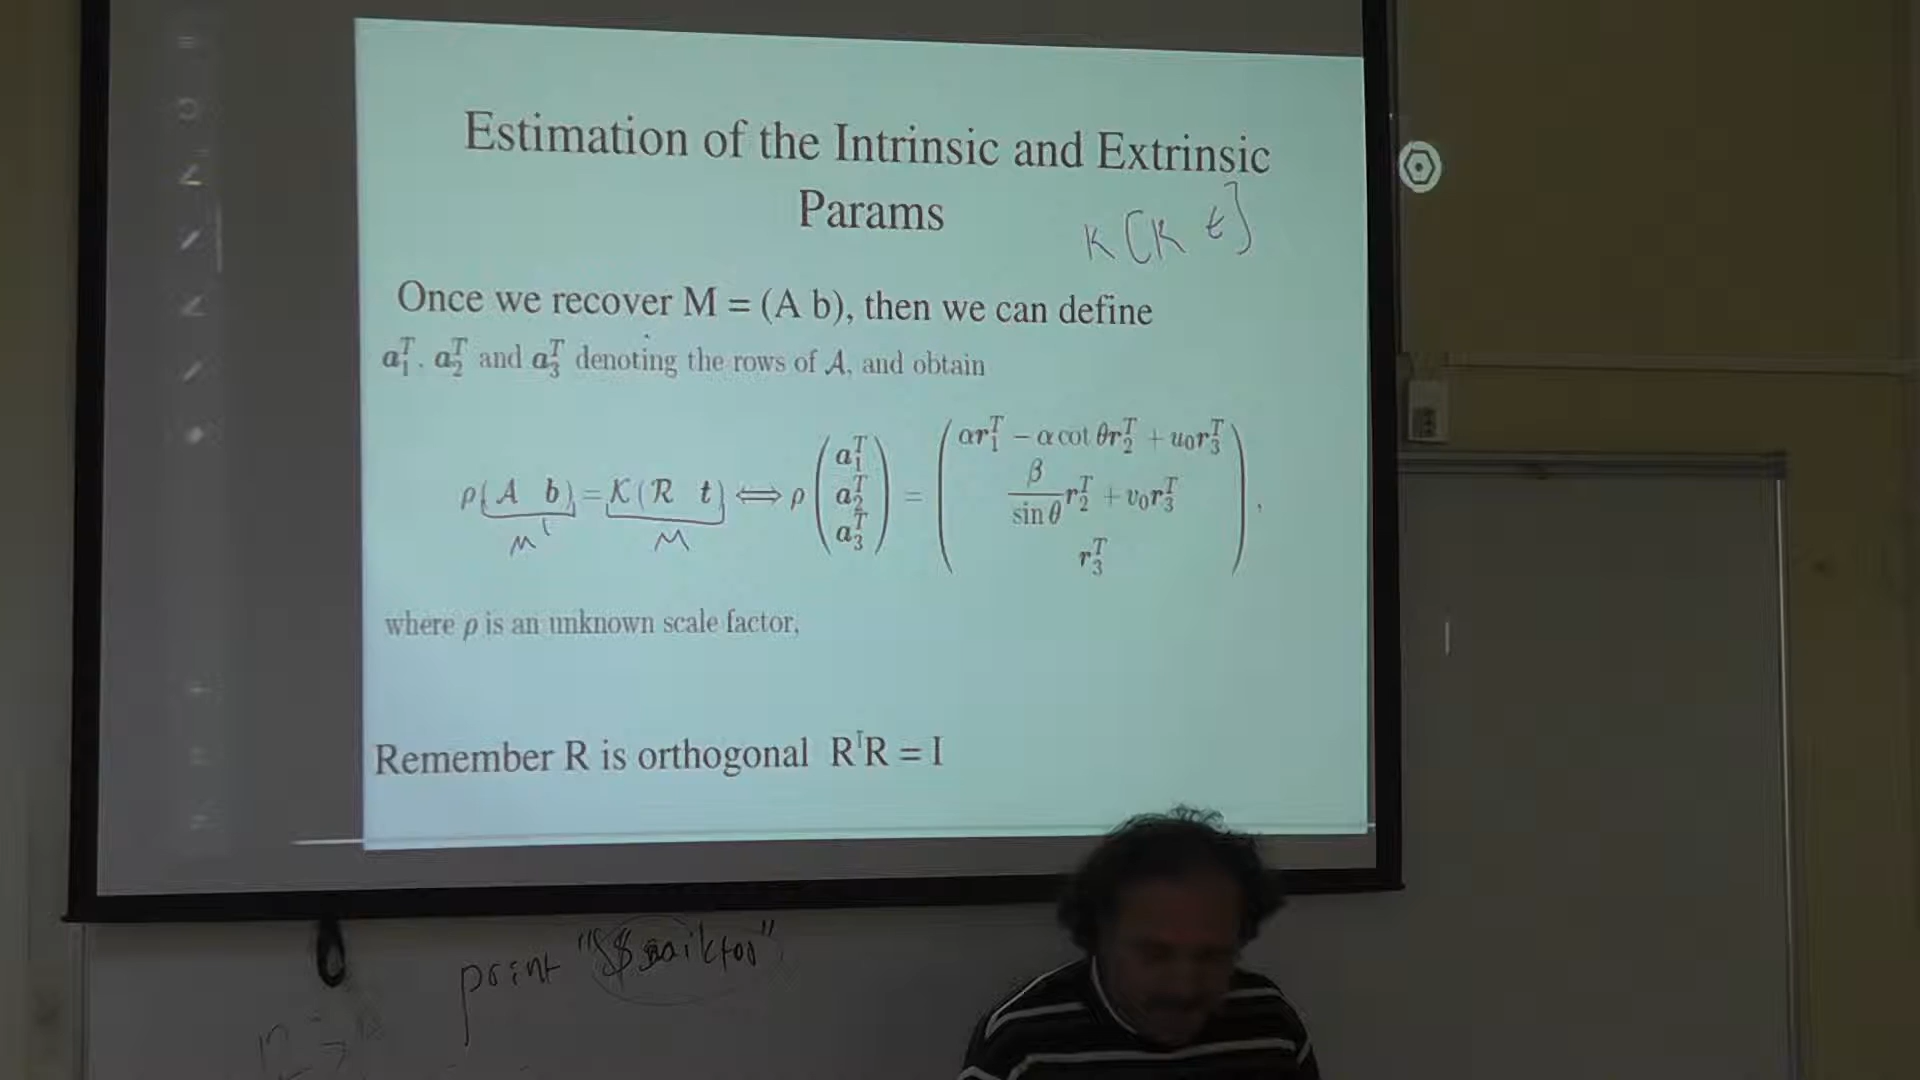 Estimation of the Intrinsic and Extrinsic
Params
K [R t]
Once we recover M = (A b), then we can define
a₁ᵀ, a₂ᵀ and a₃ᵀ denoting the rows of A, and obtain
ρ(A b) = K(R t) ⟺ ρ (a₁ᵀ a₂ᵀ a₃ᵀ) = (αr₁ᵀ − α cot θr₂ᵀ + u₀r₃ᵀ
β/sin θ r₂ᵀ + v₀r₃ᵀ
r₃ᵀ),
M' M
where ρ is an unknown scale factor,
Remember R is orthogonal RᵀR = I
print